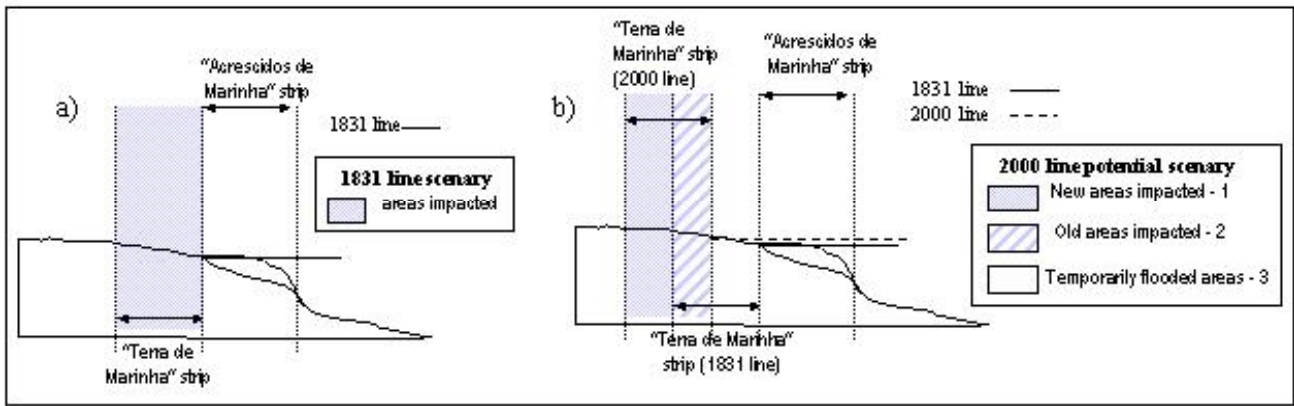 a)
"Acrescidos de
Marinha" strip
1831 line
1831 line scenary
areas impacted
"Terra de
Marinha" strip
b)
"Terra de
Marinha" strip
(2000 line)
"Acrescidos de
Marinha" strip
1831 line
2000 line
2000 line potential scenary
New areas impacted - 1
Old areas impacted - 2
Temporarily flooded areas - 3
"Terra de Marinha"
strip (1831 line)